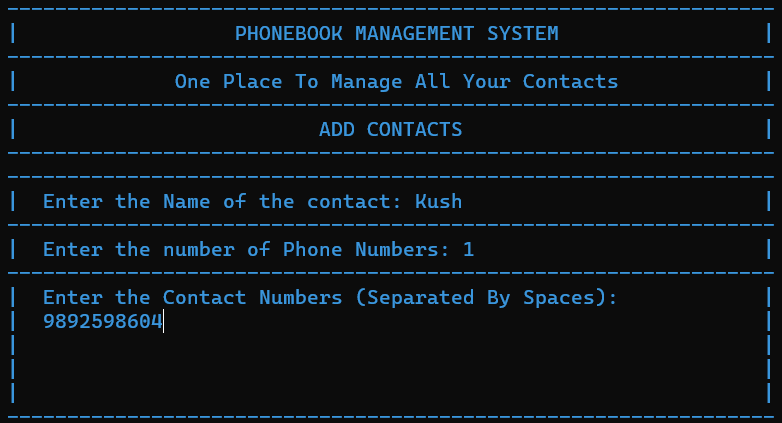 PHONEBOOK MANAGEMENT SYSTEM
One Place To Manage All Your Contacts
ADD CONTACTS
Enter the Name of the contact: Kush
Enter the number of Phone Numbers: 1
Enter the Contact Numbers (Separated By Spaces):
9892598604